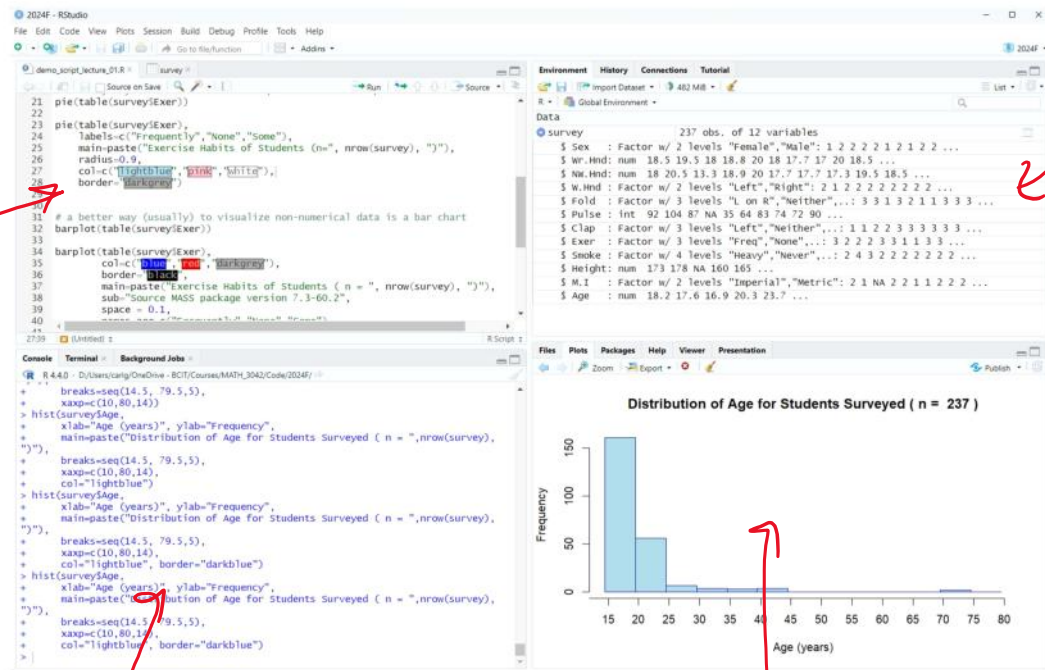 2024F - RStudio
File Edit Code View Plots Session Build Debug Profile Tools Help
Go to file/function Addins
2024F
demo_script_lecture_01.R survey
Source on Save Run Source
21 pie(table(survey$Exer))
22
23 pie(table(survey$Exer),
24 labels=c("Frequently","None","Some"),
25 main=paste("Exercise Habits of Students (n=", nrow(survey), ")"),
26 radius=0.9,
27 col=c("lightblue","pink","white"),
28 border="darkgrey")
29
30
31 # a better way (usually) to visualize non-numerical data is a bar chart
32 barplot(table(survey$Exer))
33
34 barplot(table(survey$Exer),
35 col=c("blue","red","darkgrey"),
36 border="black",
37 main=paste("Exercise Habits of Students ( n = ", nrow(survey), ")"),
38 sub="Source MASS package version 7.3-60.2",
39 space = 0.1,
40
41
27:39 (Untitled) R Script
Console Terminal Background Jobs
R 4.4.0 · D:/Users/carlg/OneDrive - BCIT/Courses/MATH_3042/Code/2024F/
+ breaks=seq(14.5, 79.5,5),
+ xaxp=c(10,80,14))
> hist(survey$Age,
+ xlab="Age (years)", ylab="Frequency",
+ main=paste("Distribution of Age for Students Surveyed ( n = ",nrow(survey),
")"),
+ breaks=seq(14.5, 79.5,5),
+ xaxp=c(10,80,14),
+ col="lightblue")
> hist(survey$Age,
+ xlab="Age (years)", ylab="Frequency",
+ main=paste("Distribution of Age for Students Surveyed ( n = ",nrow(survey),
")"),
+ breaks=seq(14.5, 79.5,5),
+ xaxp=c(10,80,14),
+ col="lightblue", border="darkblue")
> hist(survey$Age,
+ xlab="Age (years)", ylab="Frequency",
+ main=paste("Distribution of Age for Students Surveyed ( n = ",nrow(survey),
")"),
+ breaks=seq(14.5, 79.5,5),
+ xaxp=c(10,80,14),
+ col="lightblue", border="darkblue")
>
Environment History Connections Tutorial
Import Dataset 482 MiB List
R Global Environment
Data
survey 237 obs. of 12 variables
$ Sex : Factor w/ 2 levels "Female","Male": 1 2 2 2 2 1 2 1 2 2 ...
$ Wr.Hnd: num 18.5 19.5 18 18.8 20 18 17.7 17 20 18.5 ...
$ NW.Hnd: num 18 20.5 13.3 18.9 20 17.7 17.7 17.3 19.5 18.5 ...
$ W.Hnd : Factor w/ 2 levels "Left","Right": 2 1 2 2 2 2 2 2 2 2 ...
$ Fold : Factor w/ 3 levels "L on R","Neither",..: 3 3 1 3 2 1 1 3 3 3 ...
$ Pulse : int 92 104 87 NA 35 64 83 74 72 90 ...
$ Clap : Factor w/ 3 levels "Left","Neither",..: 1 1 2 2 3 3 3 3 3 3 ...
$ Exer : Factor w/ 3 levels "Freq","None",..: 3 2 2 2 3 3 1 1 3 3 ...
$ Smoke : Factor w/ 4 levels "Heavy","Never",..: 2 4 3 2 2 2 2 2 2 2 ...
$ Height: num 173 178 NA 160 165 ...
$ M.I : Factor w/ 2 levels "Imperial","Metric": 2 1 NA 2 2 1 1 2 2 2 ...
$ Age : num 18.2 17.6 16.9 20.3 23.7 ...
Files Plots Packages Help Viewer Presentation
Zoom Export Publish
Distribution of Age for Students Surveyed ( n = 237 )
Frequency
150
100
50
0
15 20 25 30 35 40 45 50 55 60 65 70 75 80
Age (years)